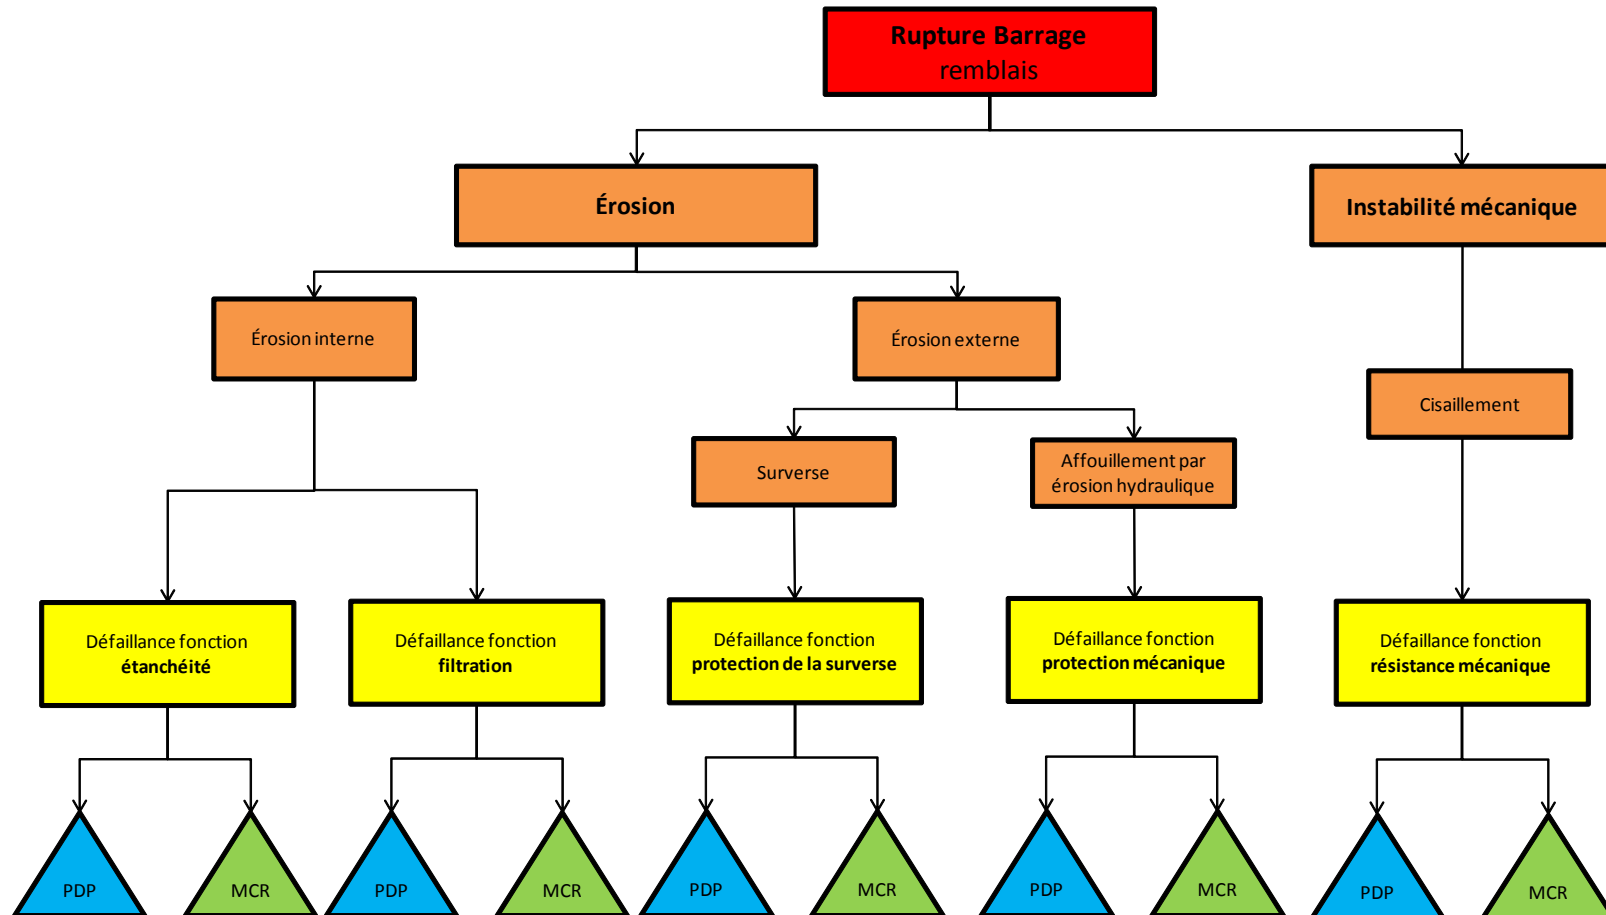 Rupture Barrage
remblais
Érosion
Instabilité mécanique
Érosion interne
Érosion externe
Cisaillement
Surverse
Affouillement par
érosion hydraulique
Défaillance fonction
étanchéité
Défaillance fonction
filtration
Défaillance fonction
protection de la surverse
Défaillance fonction
protection mécanique
Défaillance fonction
résistance mécanique
PDP
MCR
PDP
MCR
PDP
MCR
PDP
MCR
PDP
MCR